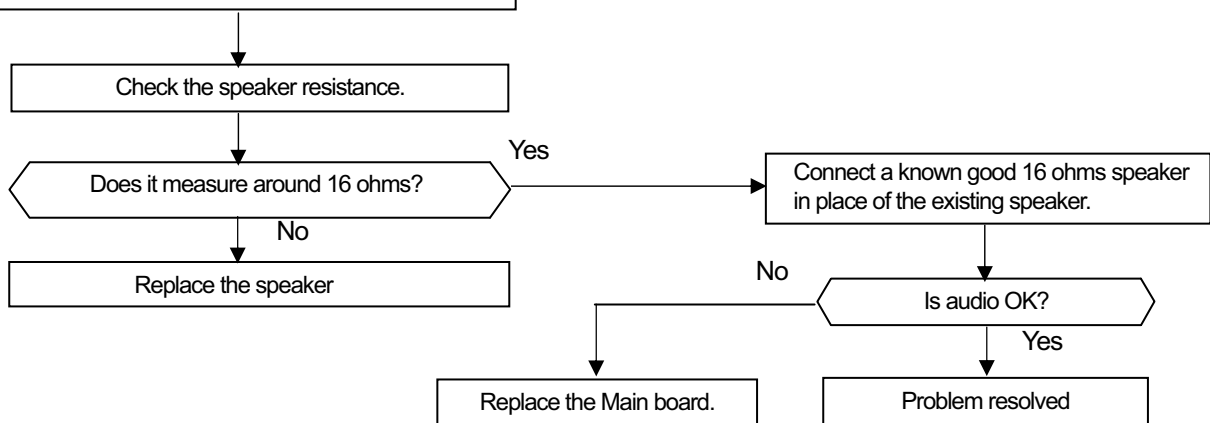 Check the speaker resistance.
Does it measure around 16 ohms?
Yes
Connect a known good 16 ohms speaker
in place of the existing speaker.
No
Replace the speaker
Is audio OK?
No
Yes
Replace the Main board.
Problem resolved